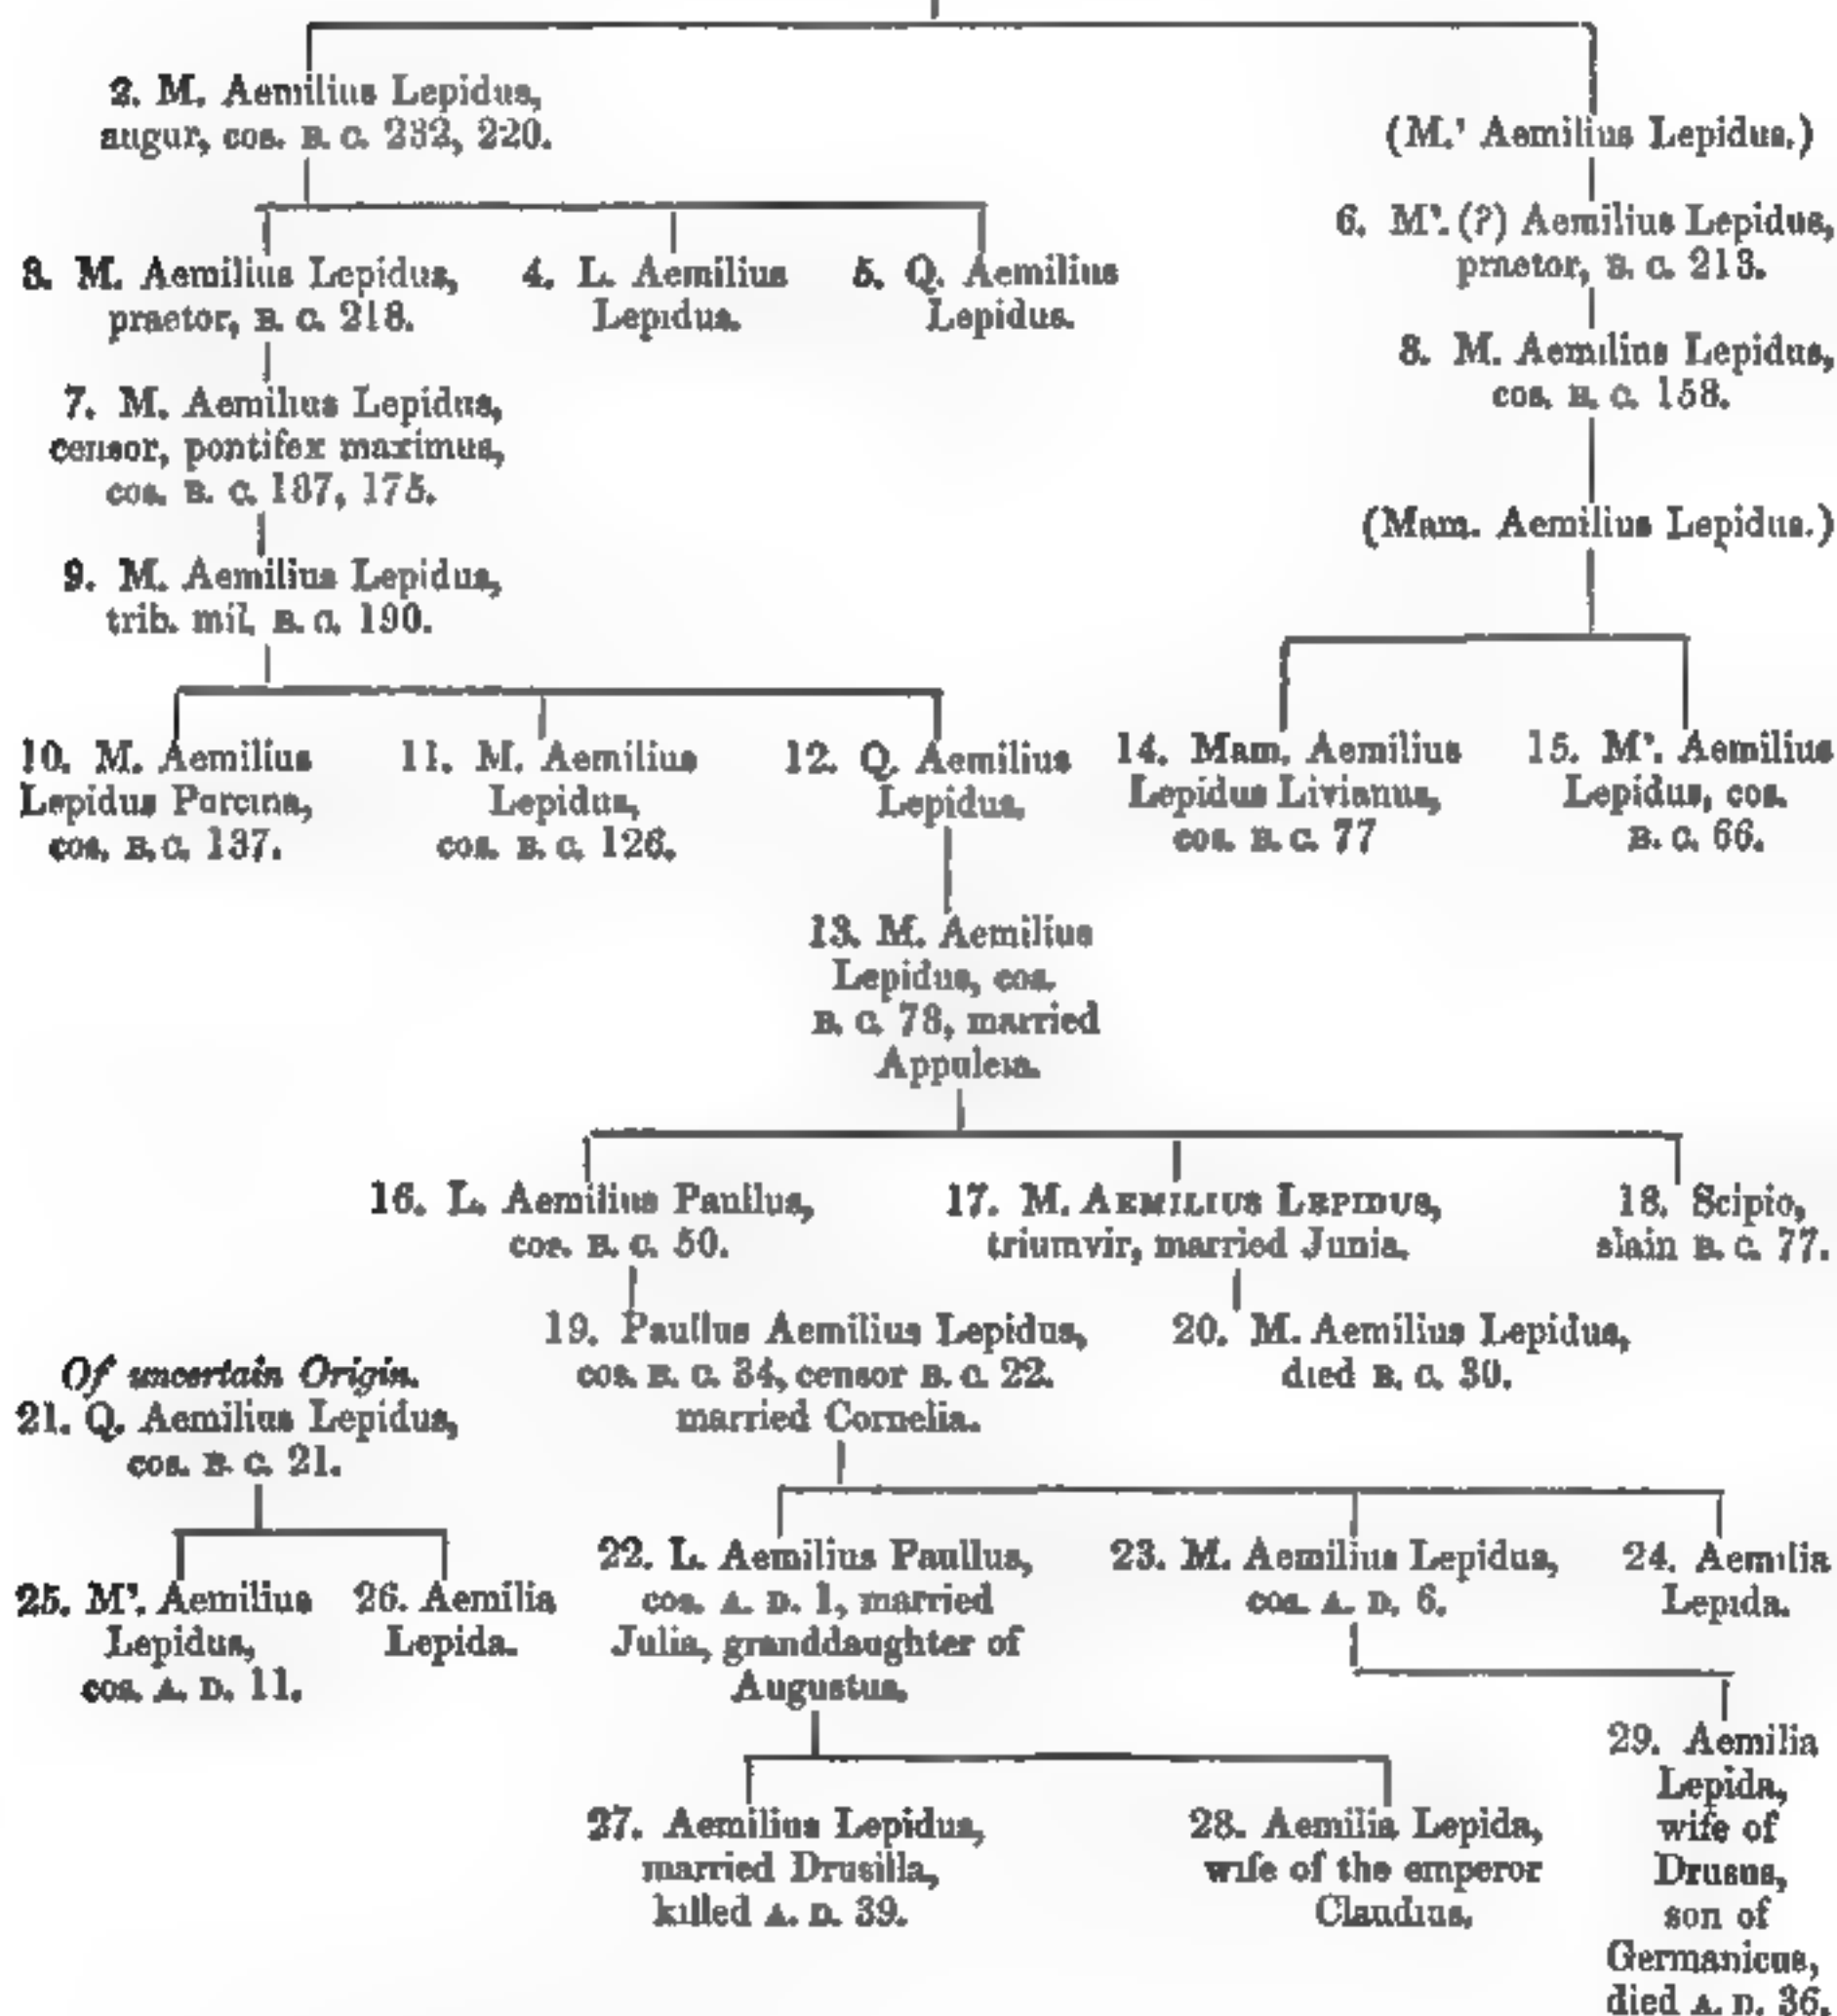 2. M. Aemilius Lepidus,
augur, cos. B. C. 232, 220.
(M.' Aemilius Lepidus.)
6. M'. (?) Aemilius Lepidus,
praetor, B. C. 213.
3. M. Aemilius Lepidus,
praetor, B. C. 218.
4. L. Aemilius
Lepidus.
5. Q. Aemilius
Lepidus.
8. M. Aemilius Lepidus,
cos. B. C. 158.
7. M. Aemilius Lepidus,
censor, pontifex maximus,
cos. B. C. 187, 175.
(Mam. Aemilius Lepidus.)
9. M. Aemilius Lepidus,
trib. mil. B. C. 190.
10. M. Aemilius
Lepidus Porcina,
cos. B. C. 137.
11. M. Aemilius
Lepidus,
cos. B. C. 126.
12. Q. Aemilius
Lepidus.
14. Mam. Aemilius
Lepidus Livianus,
cos. B. C. 77
15. M'. Aemilius
Lepidus, cos.
B. C. 66.
13. M. Aemilius
Lepidus, cos.
B. C. 78, married
Appuleia.
16. L. Aemilius Paullus,
cos. B. C. 50.
17. M. AEMILIUS LEPIDUS,
triumvir, married Junia.
18. Scipio,
slain B. C. 77.
19. Paullus Aemilius Lepidus,
cos. B. C. 34, censor B. C. 22.
married Cornelia.
20. M. Aemilius Lepidus,
died B. C. 30.
Of uncertain Origin.
21. Q. Aemilius Lepidus,
cos. B. C. 21.
25. M'. Aemilius
Lepidus,
cos. A. D. 11.
26. Aemilia
Lepida.
22. L. Aemilius Paullus,
cos. A. D. 1, married
Julia, granddaughter of
Augustus.
23. M. Aemilius Lepidus,
cos. A. D. 6.
24. Aemilia
Lepida.
27. Aemilius Lepidus,
married Drusilla,
killed A. D. 39.
28. Aemilia Lepida,
wife of the emperor
Claudius.
29. Aemilia
Lepida,
wife of
Drusus,
son of
Germanicus,
died A. D. 36.